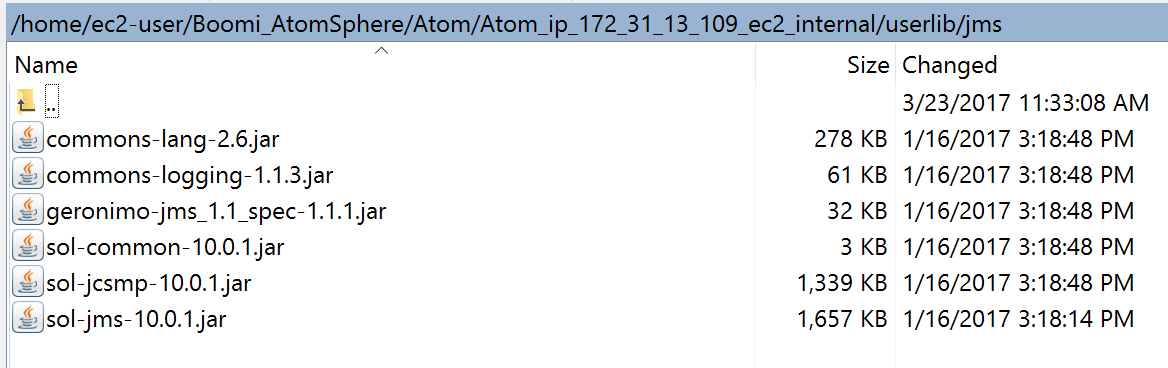 /home/ec2-user/Boomi_AtomSphere/Atom/Atom_ip_172_31_13_109_ec2_internal/userlib/jms
Name Size Changed
.. 3/23/2017 11:33:08 AM
commons-lang-2.6.jar 278 KB 1/16/2017 3:18:48 PM
commons-logging-1.1.3.jar 61 KB 1/16/2017 3:18:48 PM
geronimo-jms_1.1_spec-1.1.1.jar 32 KB 1/16/2017 3:18:48 PM
sol-common-10.0.1.jar 3 KB 1/16/2017 3:18:48 PM
sol-jcsmp-10.0.1.jar 1,339 KB 1/16/2017 3:18:48 PM
sol-jms-10.0.1.jar 1,657 KB 1/16/2017 3:18:14 PM